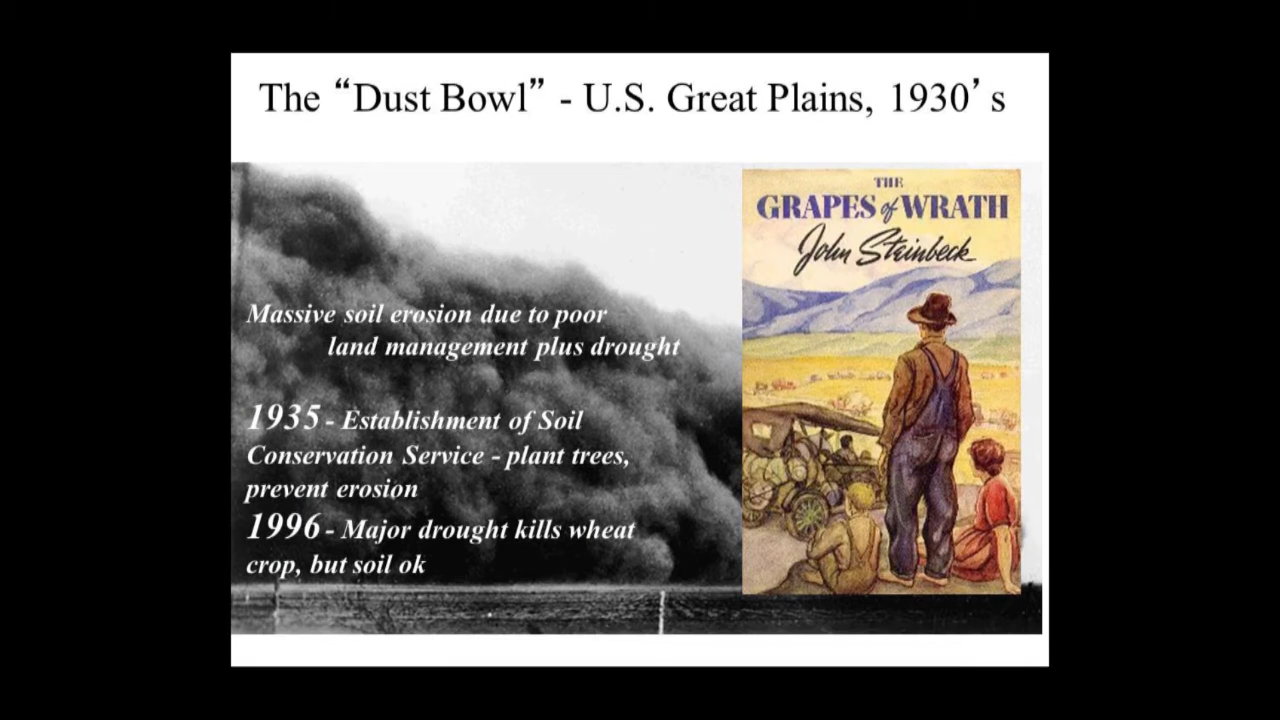 The “Dust Bowl” - U.S. Great Plains, 1930’ s
Massive soil erosion due to poor
land management plus drought
1935 - Establishment of Soil
Conservation Service - plant trees,
prevent erosion
1996 - Major drought kills wheat
crop, but soil ok
THE
GRAPES of WRATH
John Steinbeck